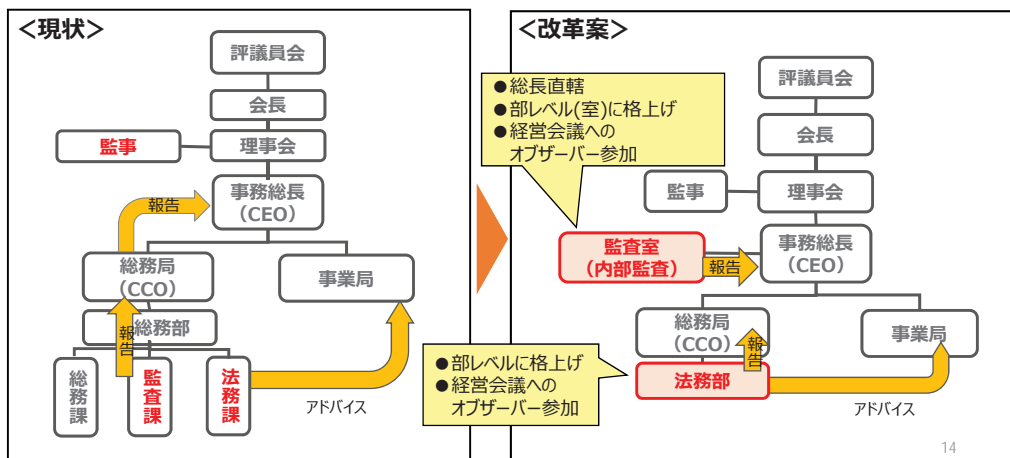 ＜現状＞
評議員会
会長
監事
理事会
事務総長
（CEO）
報告
総務局
（CCO）
事業局
総務部
報告
総務課
監査課
法務課
アドバイス
＜改革案＞
●総長直轄
●部レベル(室)に格上げ
●経営会議への
オブザーバー参加
評議員会
会長
監事
理事会
監査室
（内部監査）
報告
事務総長
（CEO）
総務局
（CCO）
報告
事業局
●部レベルに格上げ
●経営会議への
オブザーバー参加
法務部
アドバイス
14